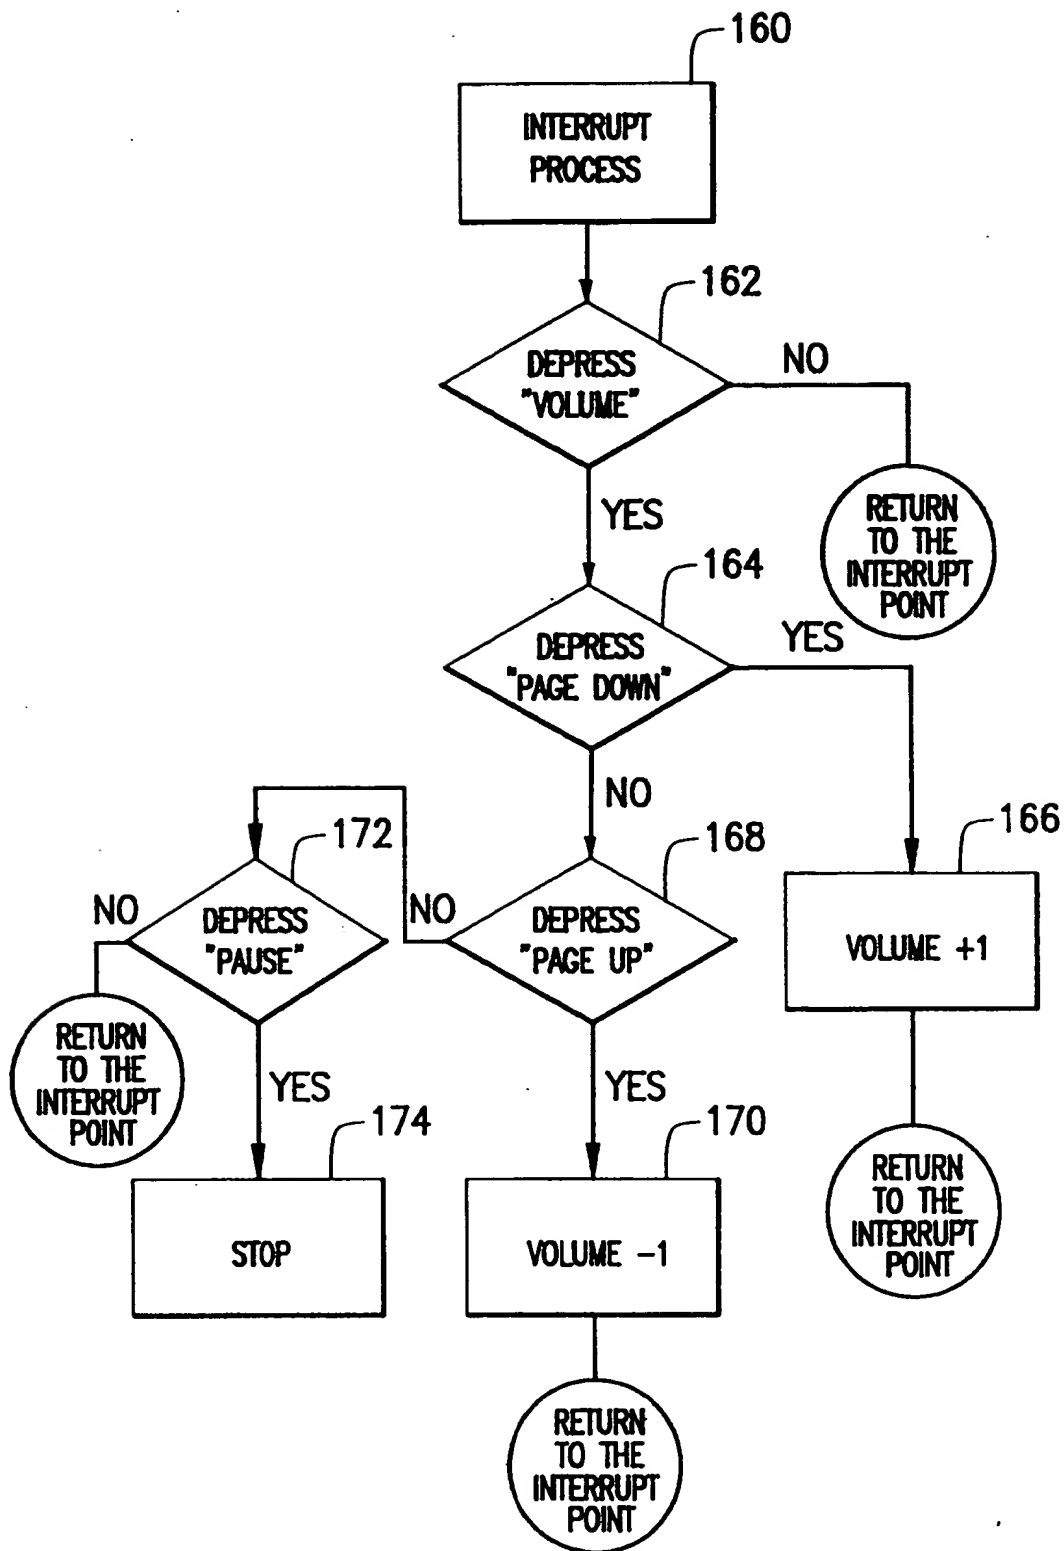 160
INTERRUPT
PROCESS
162
DEPRESS
"VOLUME"
NO
RETURN
TO THE
INTERRUPT
POINT
YES
164
DEPRESS
"PAGE DOWN"
YES
NO
166
VOLUME +1
RETURN
TO THE
INTERRUPT
POINT
168
DEPRESS
"PAGE UP"
NO
YES
170
VOLUME -1
RETURN
TO THE
INTERRUPT
POINT
172
DEPRESS
"PAUSE"
NO
RETURN
TO THE
INTERRUPT
POINT
YES
174
STOP